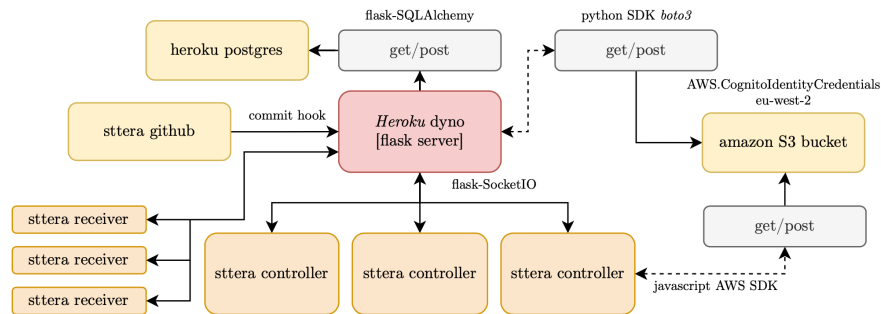 flask-SQLAlchemy
python SDK boto3
heroku postgres
get/post
get/post
AWS.CognitoIdentityCredentials
eu-west-2
sttera github
commit hook
Heroku dyno
[flask server]
amazon S3 bucket
flask-SocketIO
sttera receiver
sttera receiver
sttera receiver
sttera controller
sttera controller
sttera controller
get/post
javascript AWS SDK